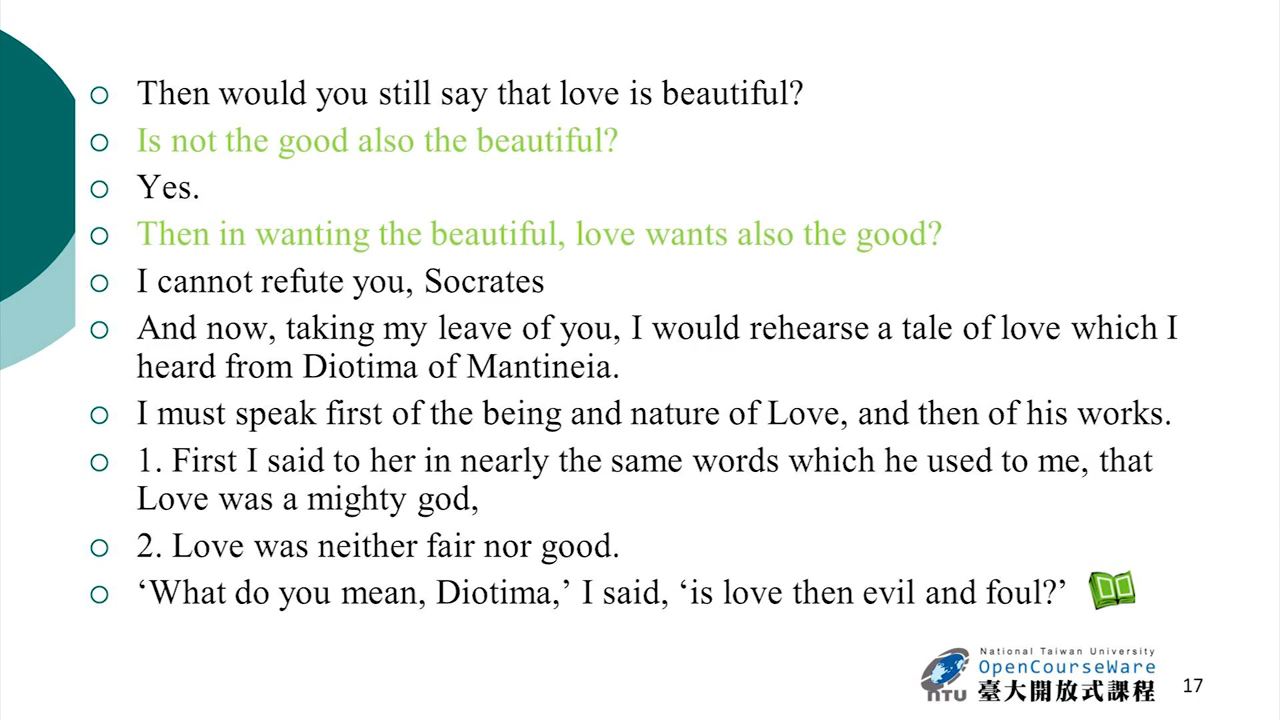 Then would you still say that love is beautiful?
Is not the good also the beautiful?
Yes.
Then in wanting the beautiful, love wants also the good?
I cannot refute you, Socrates
And now, taking my leave of you, I would rehearse a tale of love which I
heard from Diotima of Mantineia.
I must speak first of the being and nature of Love, and then of his works.
1. First I said to her in nearly the same words which he used to me, that
Love was a mighty god,
2. Love was neither fair nor good.
‘What do you mean, Diotima,’ I said, ‘is love then evil and foul?’
National Taiwan University
OpenCourseWare
NTU 臺大開放式課程
17